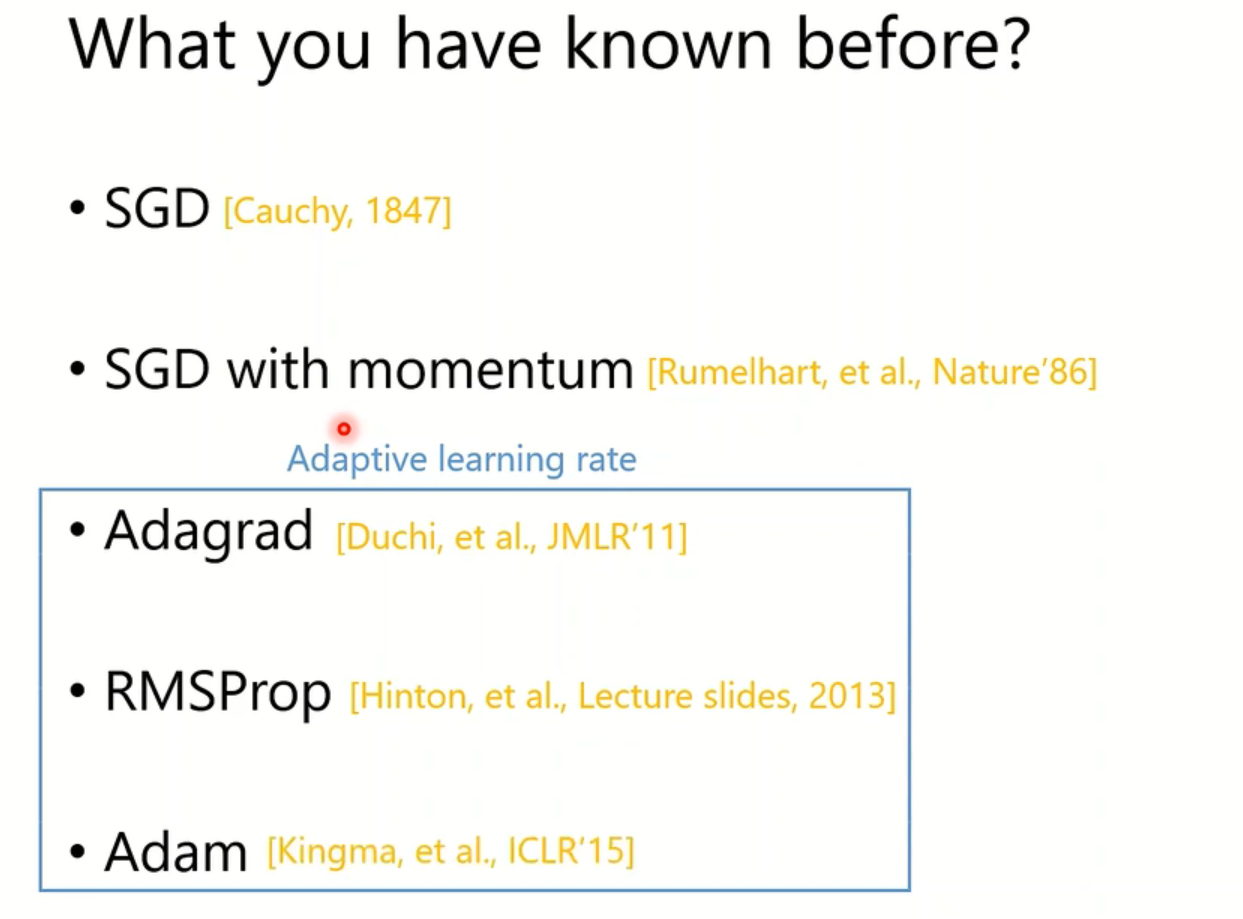 What you have known before?
• SGD [Cauchy, 1847]
• SGD with momentum [Rumelhart, et al., Nature'86]
Adaptive learning rate
• Adagrad [Duchi, et al., JMLR'11]
• RMSProp [Hinton, et al., Lecture slides, 2013]
• Adam [Kingma, et al., ICLR'15]